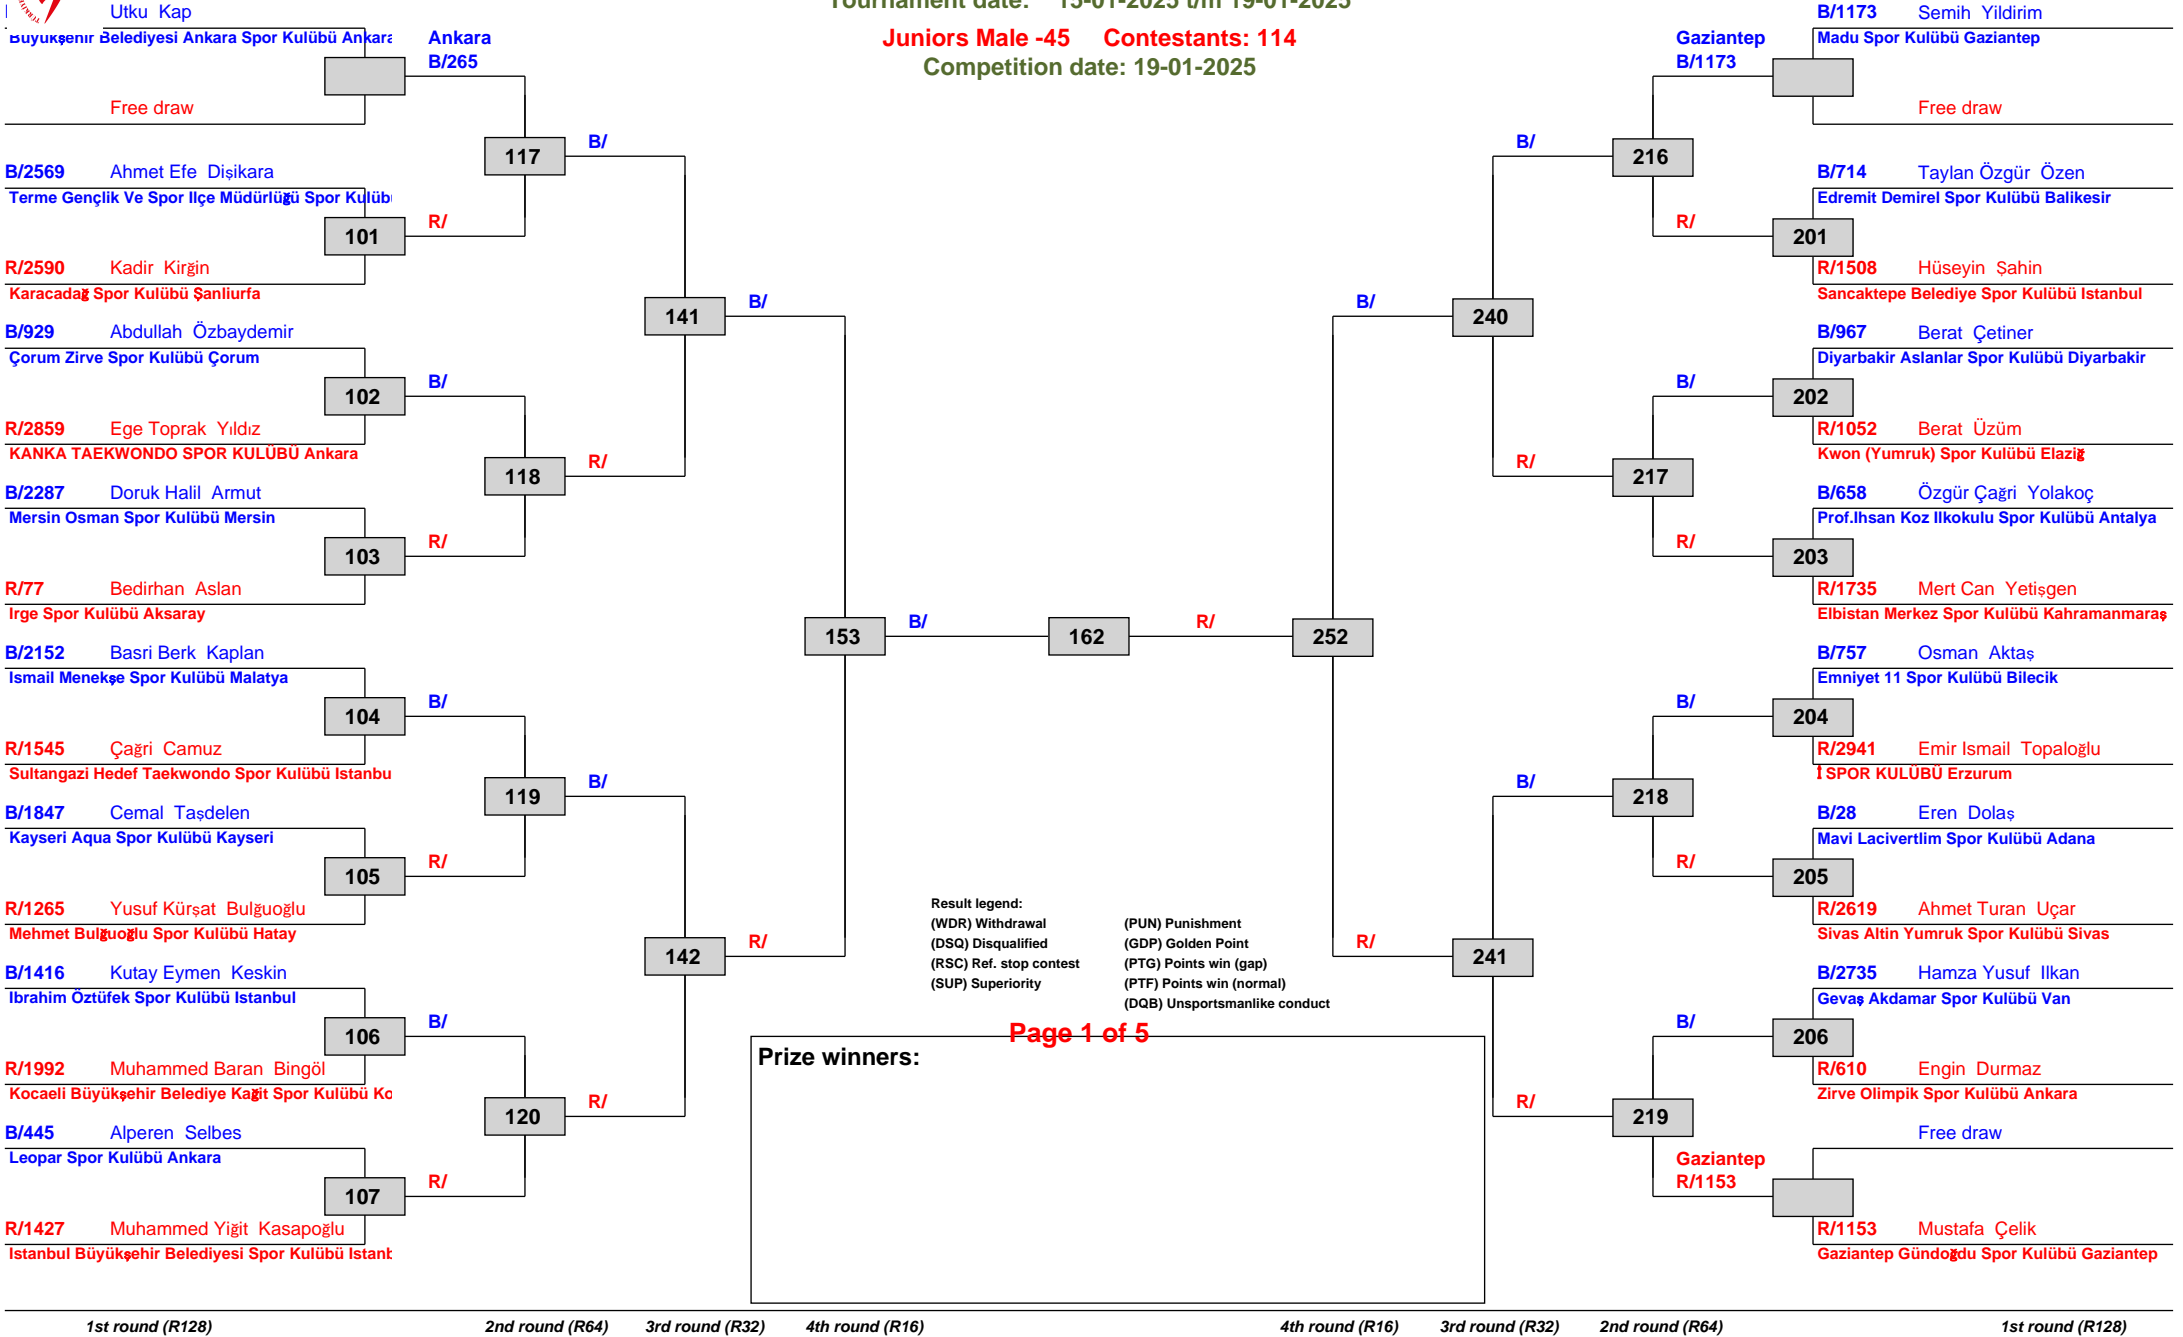 Tournament date: 15-01-2025 t/m 19-01-2025
Juniors Male -45 Contestants: 114
Competition date: 19-01-2025
Utku Kap
Büyükşehir Belediyesi Ankara Spor Kulübü Ankara
Ankara
B/265
Free draw
117
B/
B/2569 Ahmet Efe Dişikara
Terme Gençlik Ve Spor Ilçe Müdürlüğü Spor Kulüb
101
R/
R/2590 Kadir Kirğin
Karacadağ Spor Kulübü Şanliurfa
141
B/
B/929 Abdullah Özbaydemir
Çorum Zirve Spor Kulübü Çorum
102
B/
R/2859 Ege Toprak Yıldız
KANKA TAEKWONDO SPOR KULÜBÜ Ankara
118
R/
B/2287 Doruk Halil Armut
Mersin Osman Spor Kulübü Mersin
103
R/
R/77 Bedirhan Aslan
Irge Spor Kulübü Aksaray
153
B/
162
R/
252
B/2152 Basri Berk Kaplan
Ismail Menekşe Spor Kulübü Malatya
104
B/
R/1545 Çağri Camuz
Sultangazi Hedef Taekwondo Spor Kulübü Istanbu
119
B/
B/1847 Cemal Taşdelen
Kayseri Aqua Spor Kulübü Kayseri
105
R/
R/1265 Yusuf Kürşat Bulğuoğlu
Mehmet Bulğuoğlu Spor Kulübü Hatay
142
R/
B/1416 Kutay Eymen Keskin
Ibrahim Öztüfek Spor Kulübü Istanbul
106
B/
R/1992 Muhammed Baran Bingöl
Kocaeli Büyükşehir Belediye Kağit Spor Kulübü Ko
120
R/
B/445 Alperen Selbes
Leopar Spor Kulübü Ankara
107
R/
R/1427 Muhammed Yiğit Kasapoğlu
Istanbul Büyükşehir Belediyesi Spor Kulübü Istanb
Result legend:
(WDR) Withdrawal (PUN) Punishment
(DSQ) Disqualified (GDP) Golden Point
(RSC) Ref. stop contest (PTG) Points win (gap)
(SUP) Superiority (PTF) Points win (normal)
(DQB) Unsportsmanlike conduct
Page 1 of 5
Prize winners:
B/1173 Semih Yildirim
Madu Spor Kulübü Gaziantep
Gaziantep
B/1173
Free draw
B/
216
B/714 Taylan Özgür Özen
Edremit Demirel Spor Kulübü Balikesir
R/
201
R/1508 Hüseyin Şahin
Sancaktepe Belediye Spor Kulübü Istanbul
B/
240
B/967 Berat Çetiner
Diyarbakir Aslanlar Spor Kulübü Diyarbakir
B/
202
R/1052 Berat Üzüm
Kwon (Yumruk) Spor Kulübü Elaziğ
R/
217
B/658 Özgür Çağri Yolakoç
Prof.Ihsan Koz Ilkokulu Spor Kulübü Antalya
R/
203
R/1735 Mert Can Yetişgen
Elbistan Merkez Spor Kulübü Kahramanmaraş
B/757 Osman Aktaş
Emniyet 11 Spor Kulübü Bilecik
B/
204
R/2941 Emir Ismail Topaloğlu
İ SPOR KULÜBÜ Erzurum
B/
218
B/28 Eren Dolaş
Mavi Lacivertlim Spor Kulübü Adana
R/
205
R/2619 Ahmet Turan Uçar
Sivas Altin Yumruk Spor Kulübü Sivas
R/
241
B/2735 Hamza Yusuf Ilkan
Gevaş Akdamar Spor Kulübü Van
B/
206
R/610 Engin Durmaz
Zirve Olimpik Spor Kulübü Ankara
R/
219
Free draw
Gaziantep
R/1153
R/1153 Mustafa Çelik
Gaziantep Gündoğdu Spor Kulübü Gaziantep
1st round (R128) 2nd round (R64) 3rd round (R32) 4th round (R16) 4th round (R16) 3rd round (R32) 2nd round (R64) 1st round (R128)